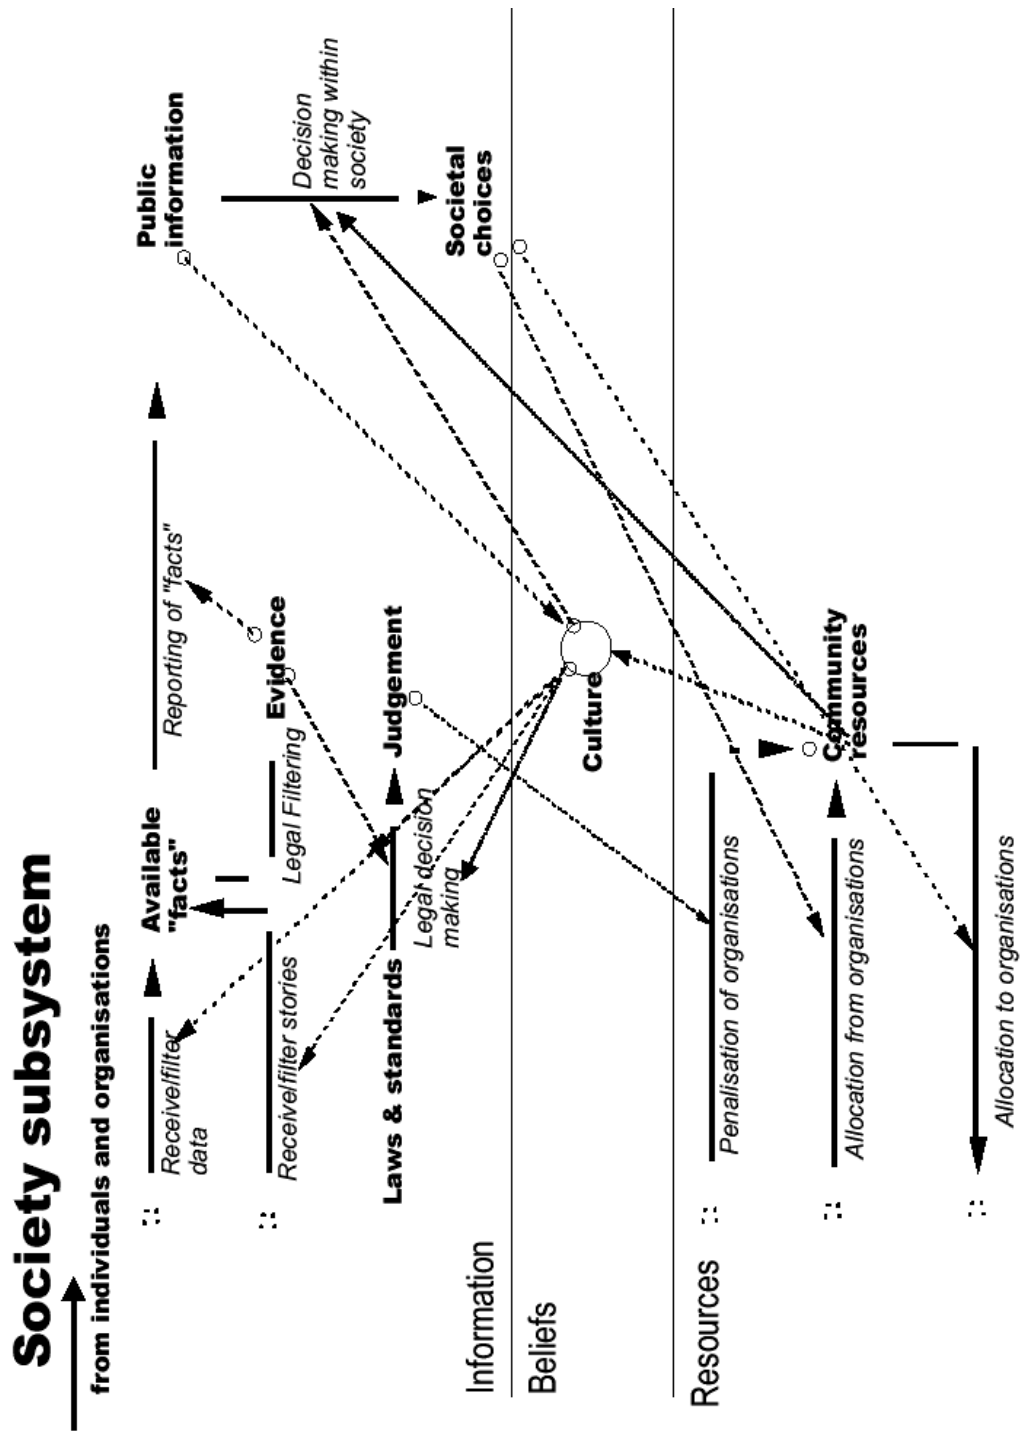 Society subsystem
from individuals and organisations
Receive/filter
data
Available
"facts"
Reporting of "facts"
Public
information
Receive/filter stories
Legal Filtering
Evidence
Decision
making within
society
Laws & standards
Legal decision
making
Judgement
Societal
choices
Information
Beliefs
Culture
Resources
Penalisation of organisations
Allocation from organisations
Community
resources
Allocation to organisations